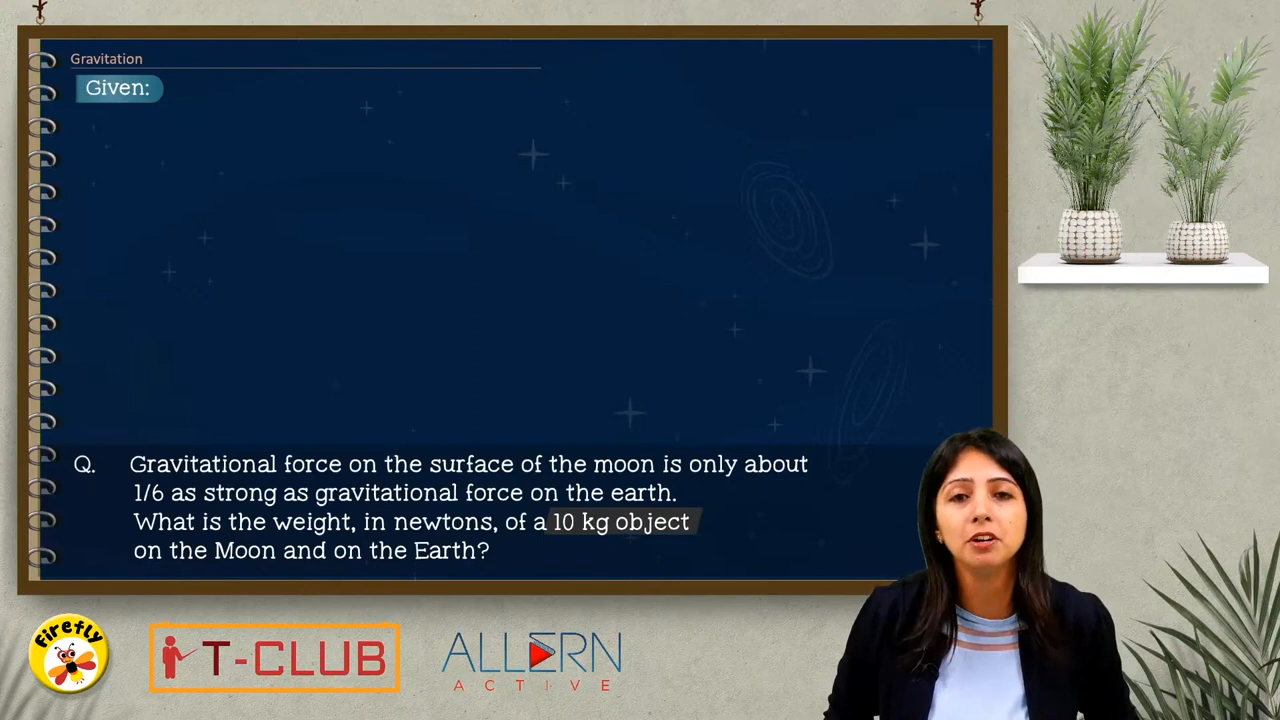 Gravitation
Given:
Q. Gravitational force on the surface of the moon is only about
1/6 as strong as gravitational force on the earth.
What is the weight, in newtons, of a 10 kg object
on the Moon and on the Earth?
Firefly
T-CLUB
ALLERN
ACTIVE